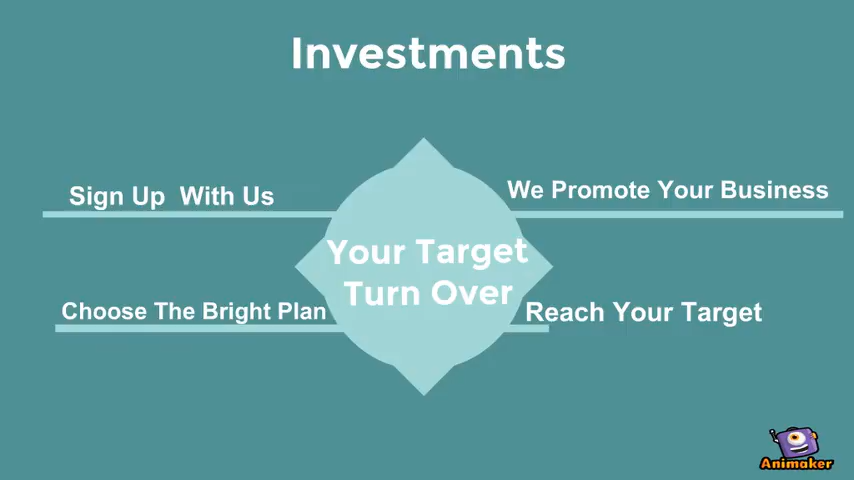 Investments
Sign Up With Us
We Promote Your Business
Your Target
Turn Over
Choose The Bright Plan
Reach Your Target
Animaker